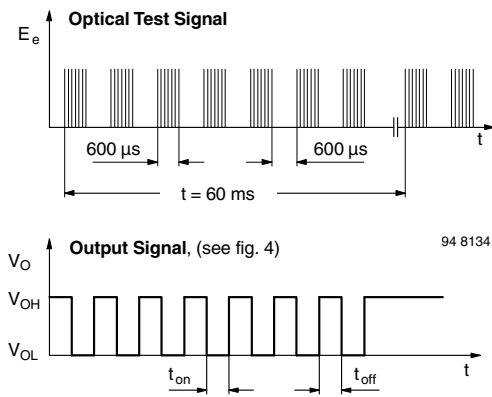 Optical Test Signal
E e
600 µs
600 µs
t
t = 60 ms
Output Signal, (see fig. 4)
94 8134
V O
V OH
V OL
t on
t off
t